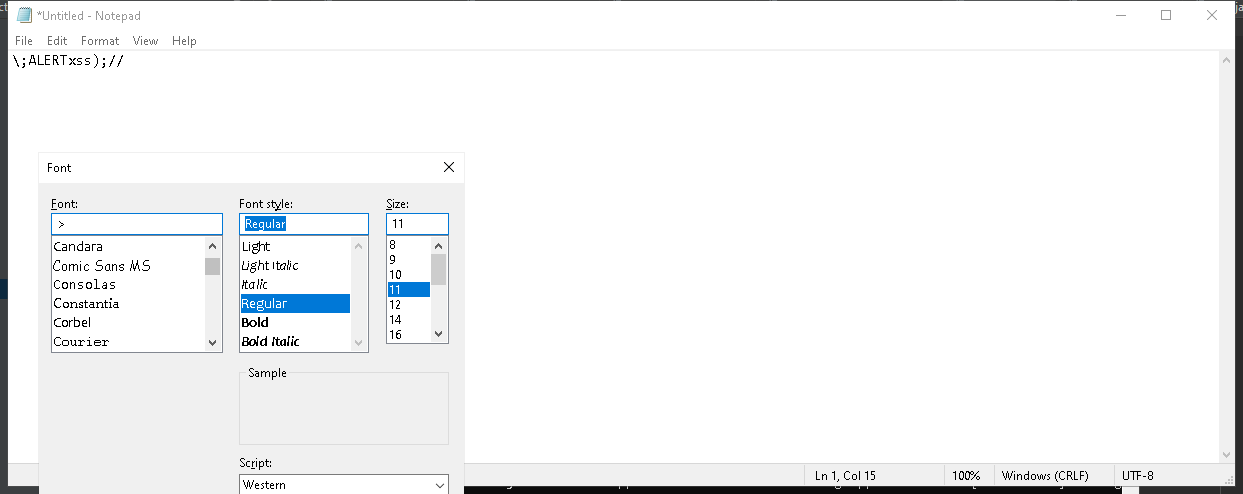 *Untitled - Notepad
File Edit Format View Help
\;ALERTxss);//
Font
Font: Font style: Size:
> Regular 11
Candara Light 8
Comic Sans MS Light Italic 9
Consolas Italic 10
Constantia Regular 11
Corbel Bold 12
Courier Bold Italic 14
16
Sample
Script:
Western
Ln 1, Col 15 100% Windows (CRLF) UTF-8